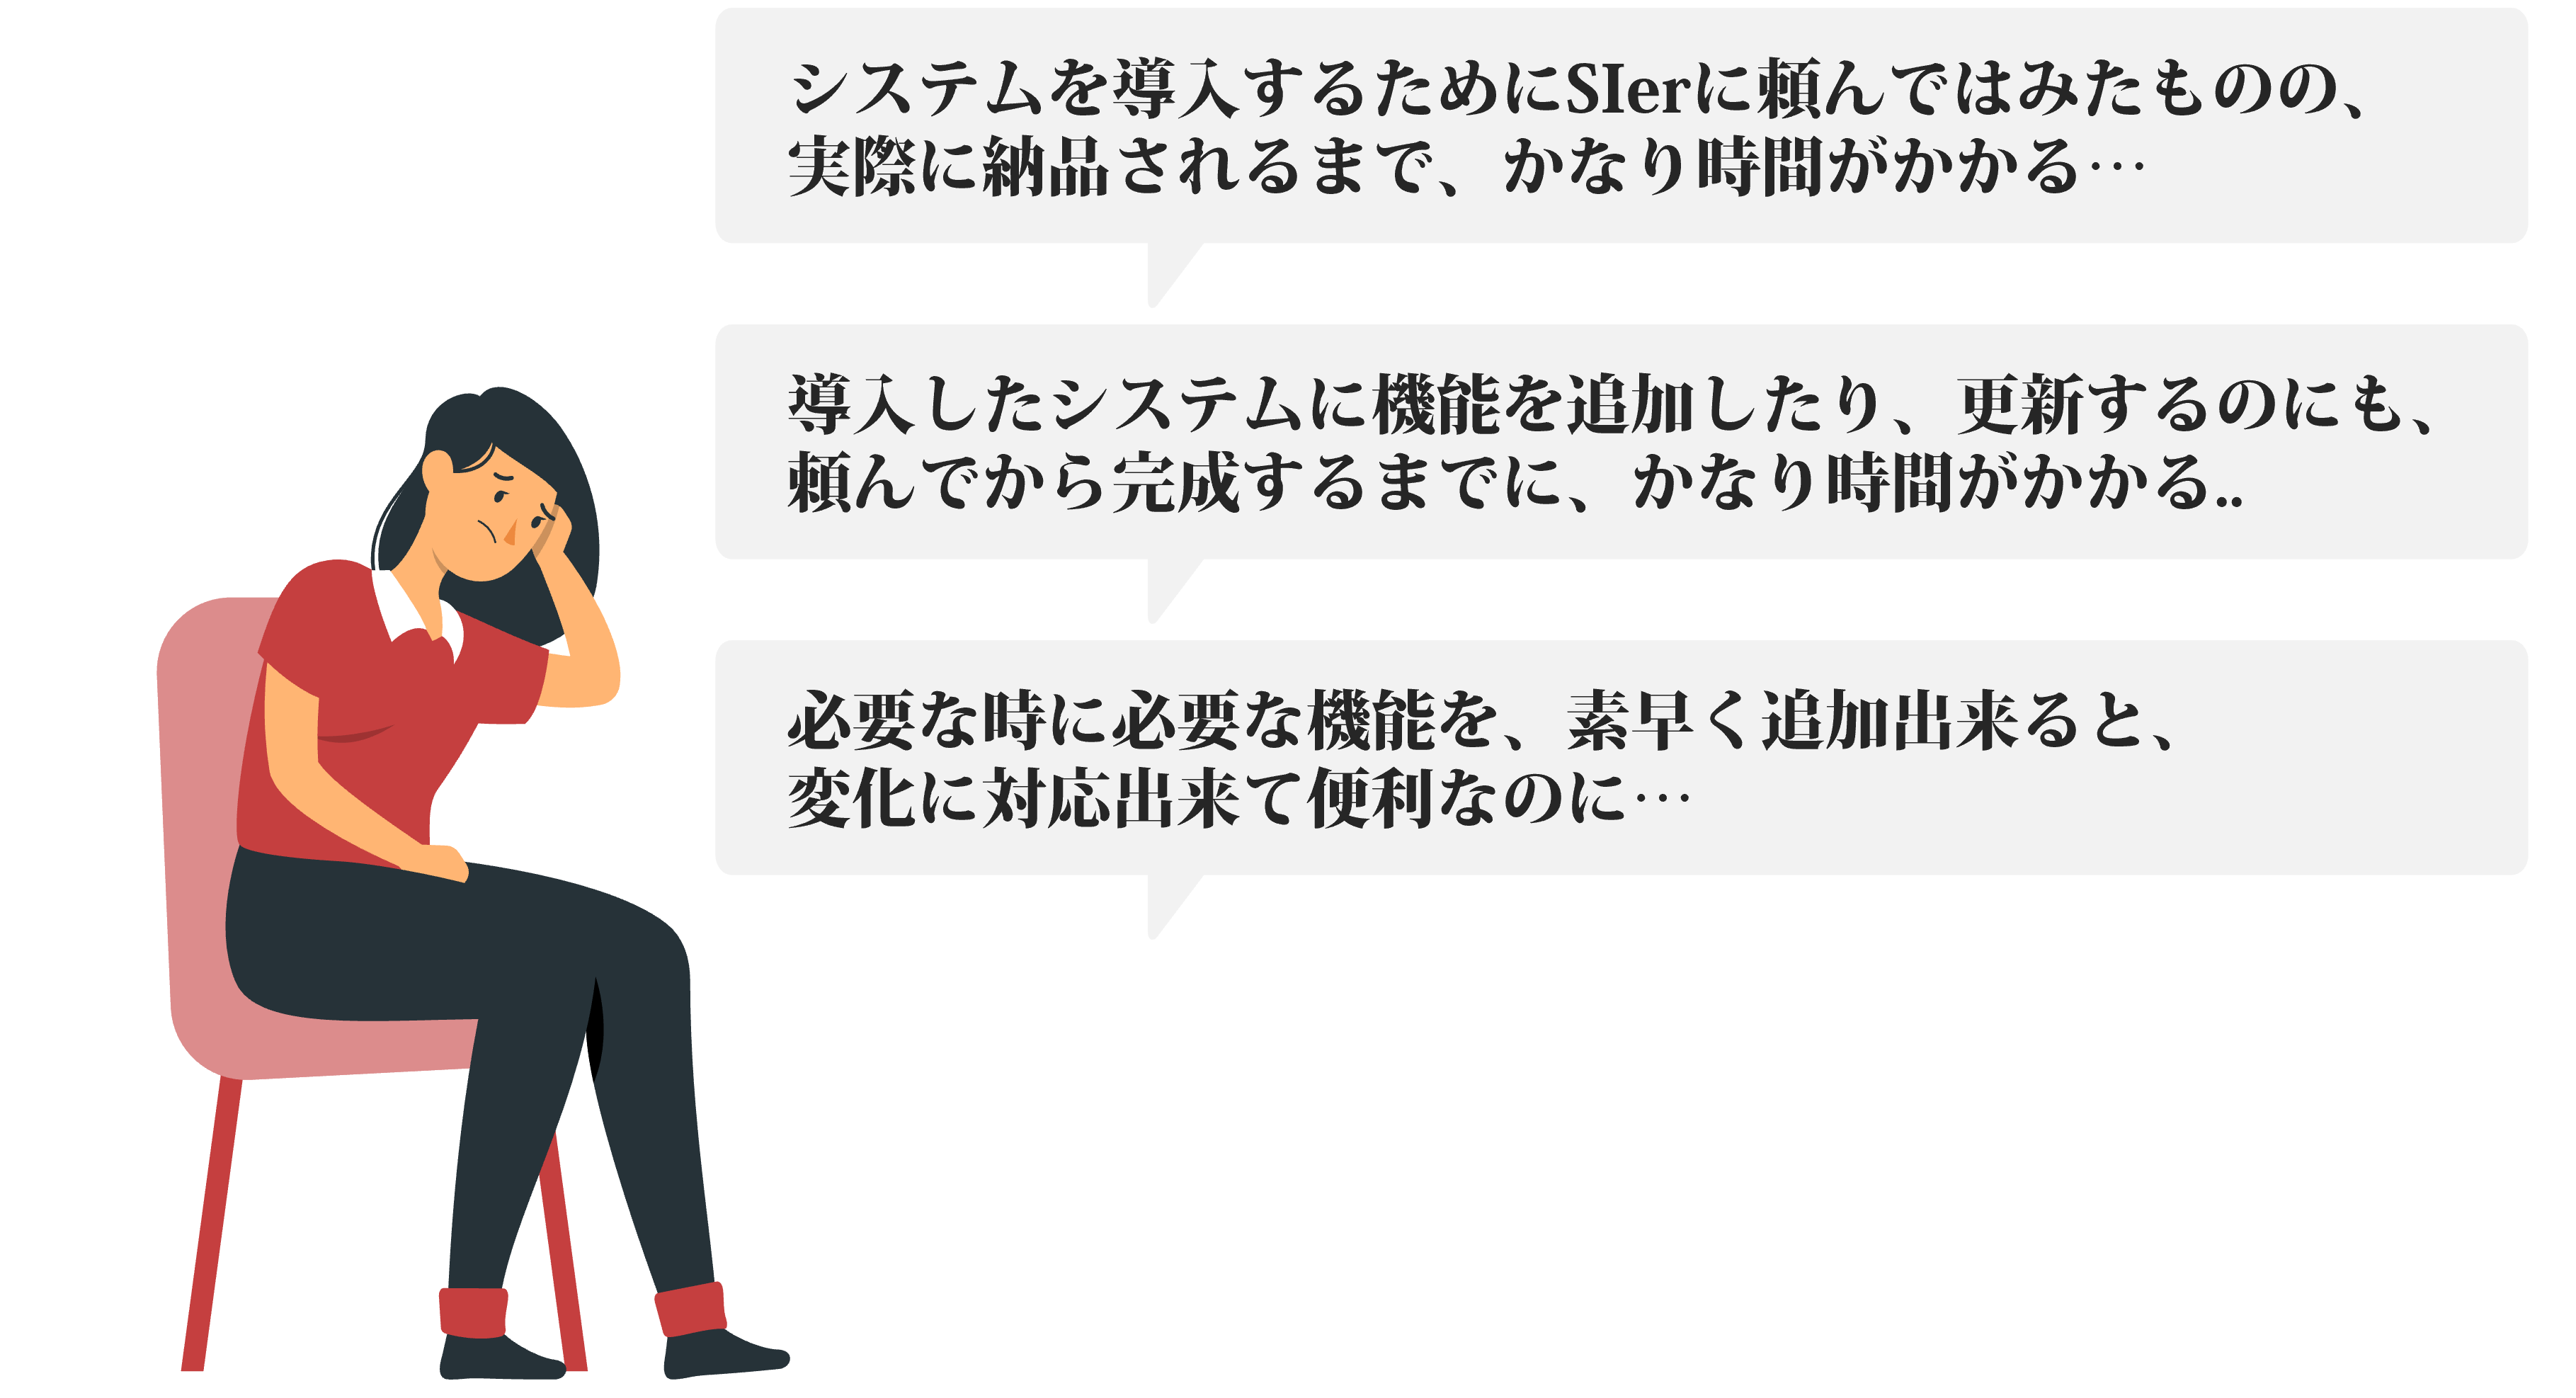 システムを導入するためにSIerに頼んではみたものの、
実際に納品されるまで、かなり時間がかかる…
導入したシステムに機能を追加したり、更新するのにも、
頼んでから完成するまでに、かなり時間がかかる..
必要な時に必要な機能を、素早く追加出来ると、
変化に対応出来て便利なのに…